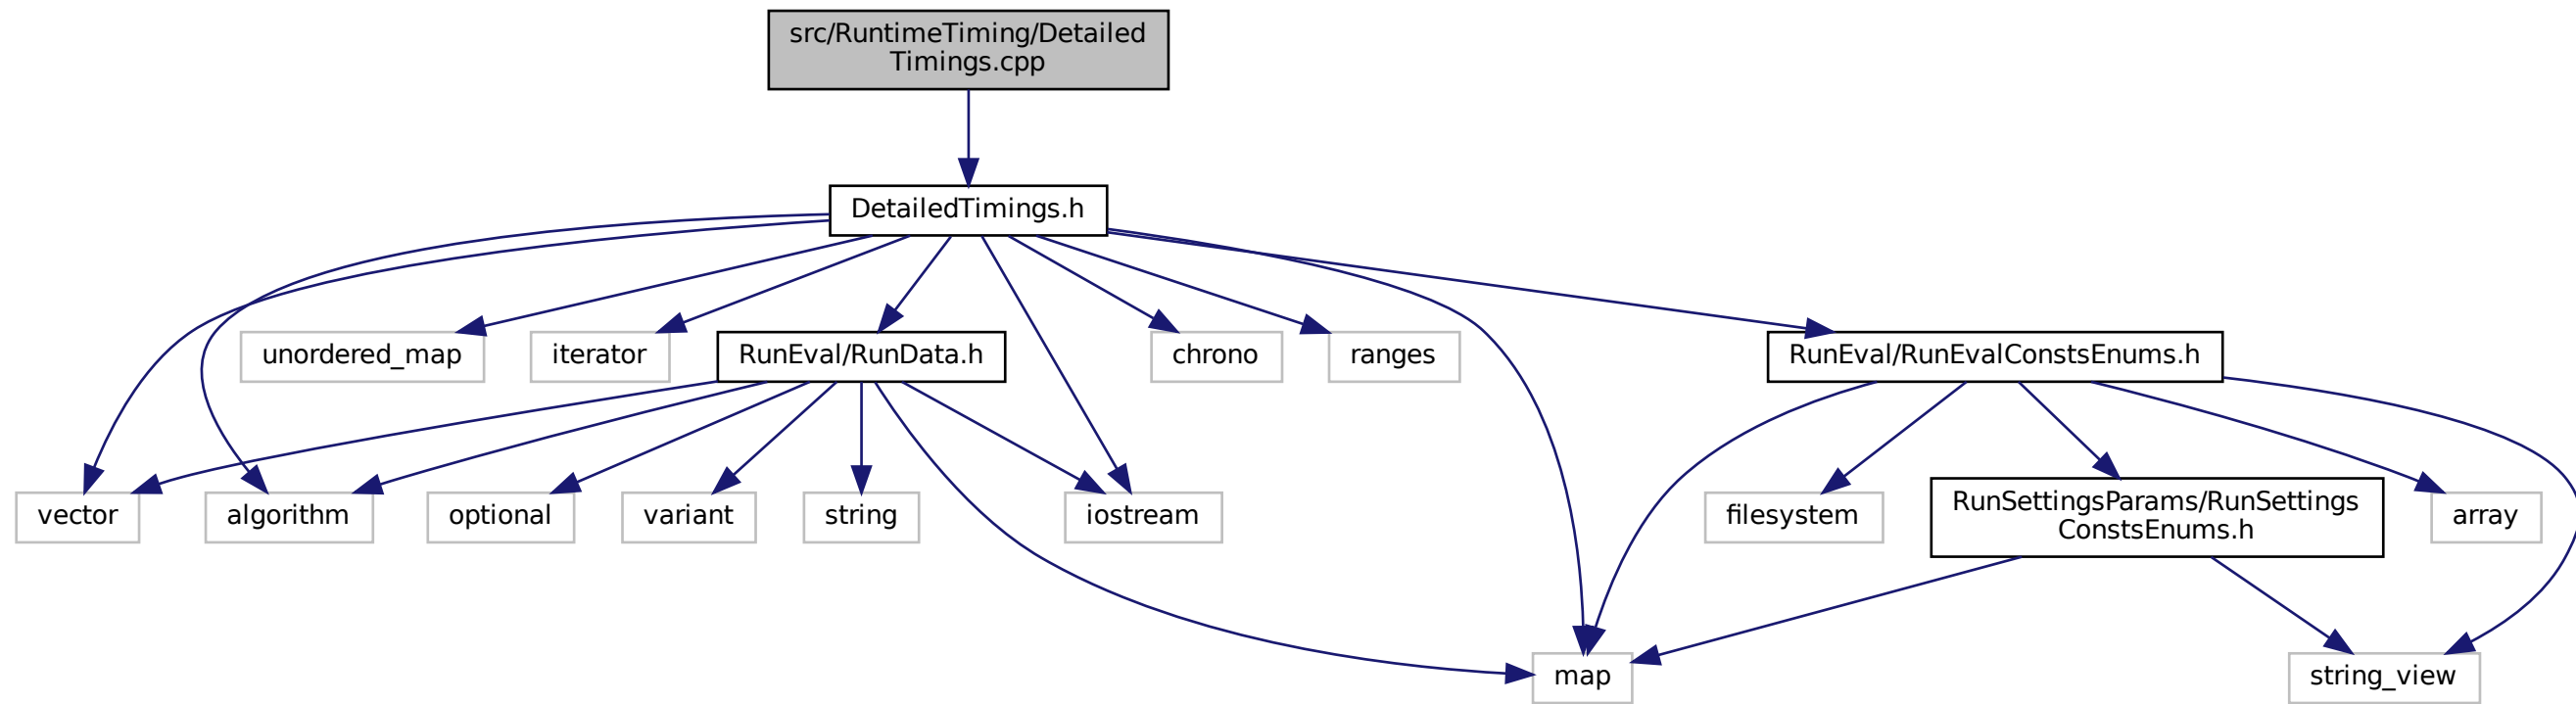 src/RuntimeTiming/Detailed
Timings.cpp
DetailedTimings.h
unordered_map
iterator
RunEval/RunData.h
chrono
ranges
RunEval/RunEvalConstsEnums.h
vector
algorithm
optional
variant
string
iostream
filesystem
RunSettingsParams/RunSettings
ConstsEnums.h
array
map
string_view